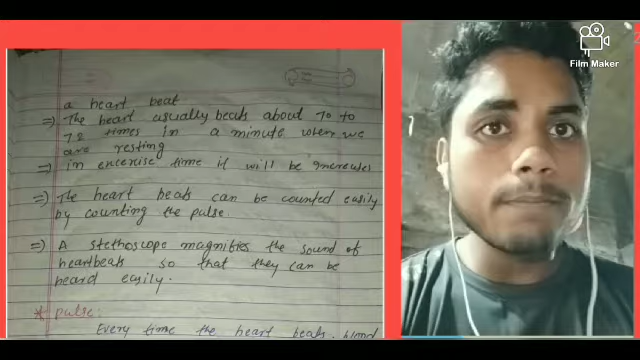 a heart beat
=> The heart usually beats about 70 to
72 times in a minute when we
are resting
=> in excercise time it will be increases
=> The heart beats can be counted easily
by counting the pulse.
=> A stethoscope magnifies the sound of
heartbeats so that they can be
heard easily.
* Pulse:
Every time the heart beats, blood
Film Maker